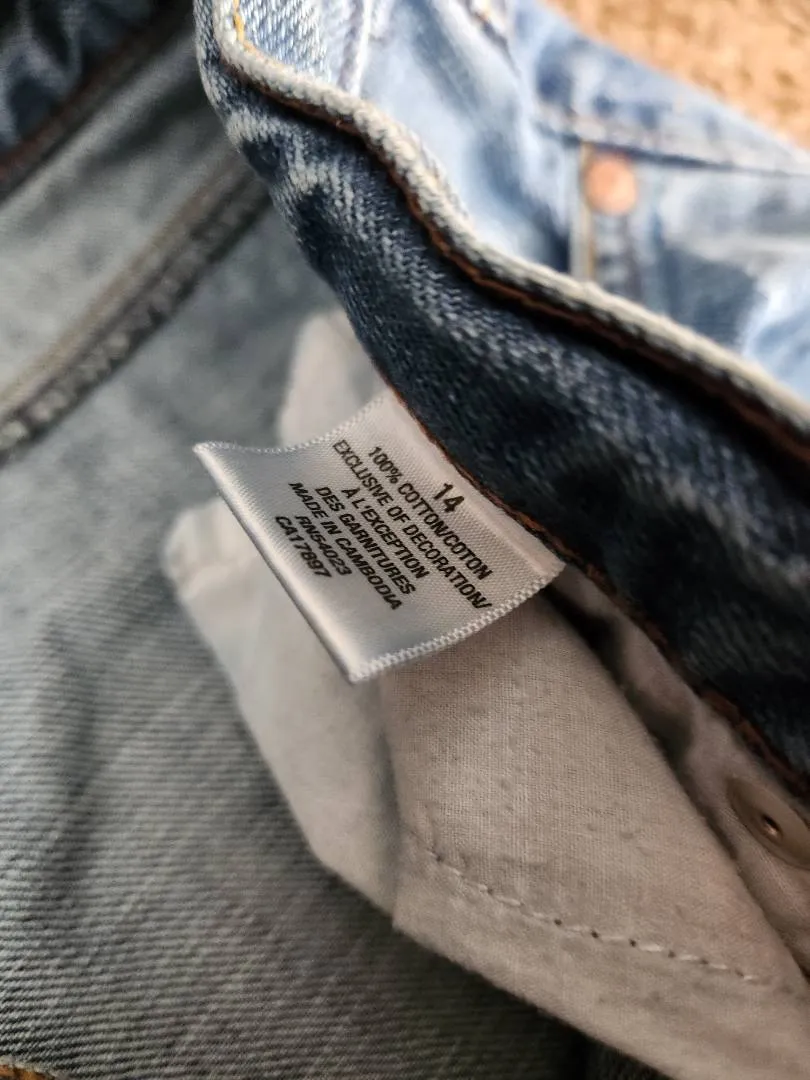 14
100% COTTON/COTON
EXCLUSIVE OF DECORATION/
À L'EXCEPTION
DES GARNITURES
MADE IN CAMBODIA
RN54023
CA17897